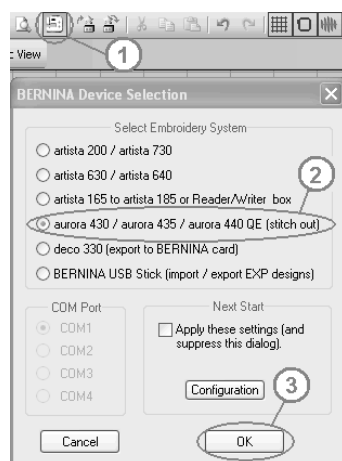 : View
1
BERNINA Device Selection
Select Embroidery System
artista 200 / artista 730
artista 630 / artista 640
2
artista 165 to artista 185 or Reader/Writer box
aurora 430 / aurora 435 / aurora 440 QE (stitch out)
deco 330 (export to BERNINA card)
BERNINA USB Stick (import / export EXP designs)
COM Port
COM1
COM2
COM3
COM4
Next Start
Apply these settings (and
suppress this dialog).
Configuration
3
Cancel
OK